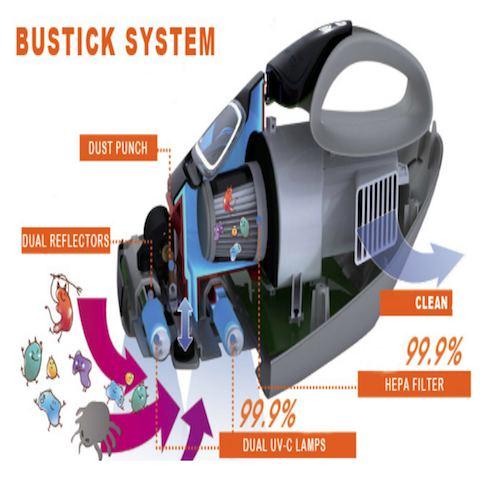 BUSTICK SYSTEM
DUST PUNCH
DUAL REFLECTORS
CLEAN
99.9%
HEPA FILTER
99.9%
DUAL UV-C LAMPS